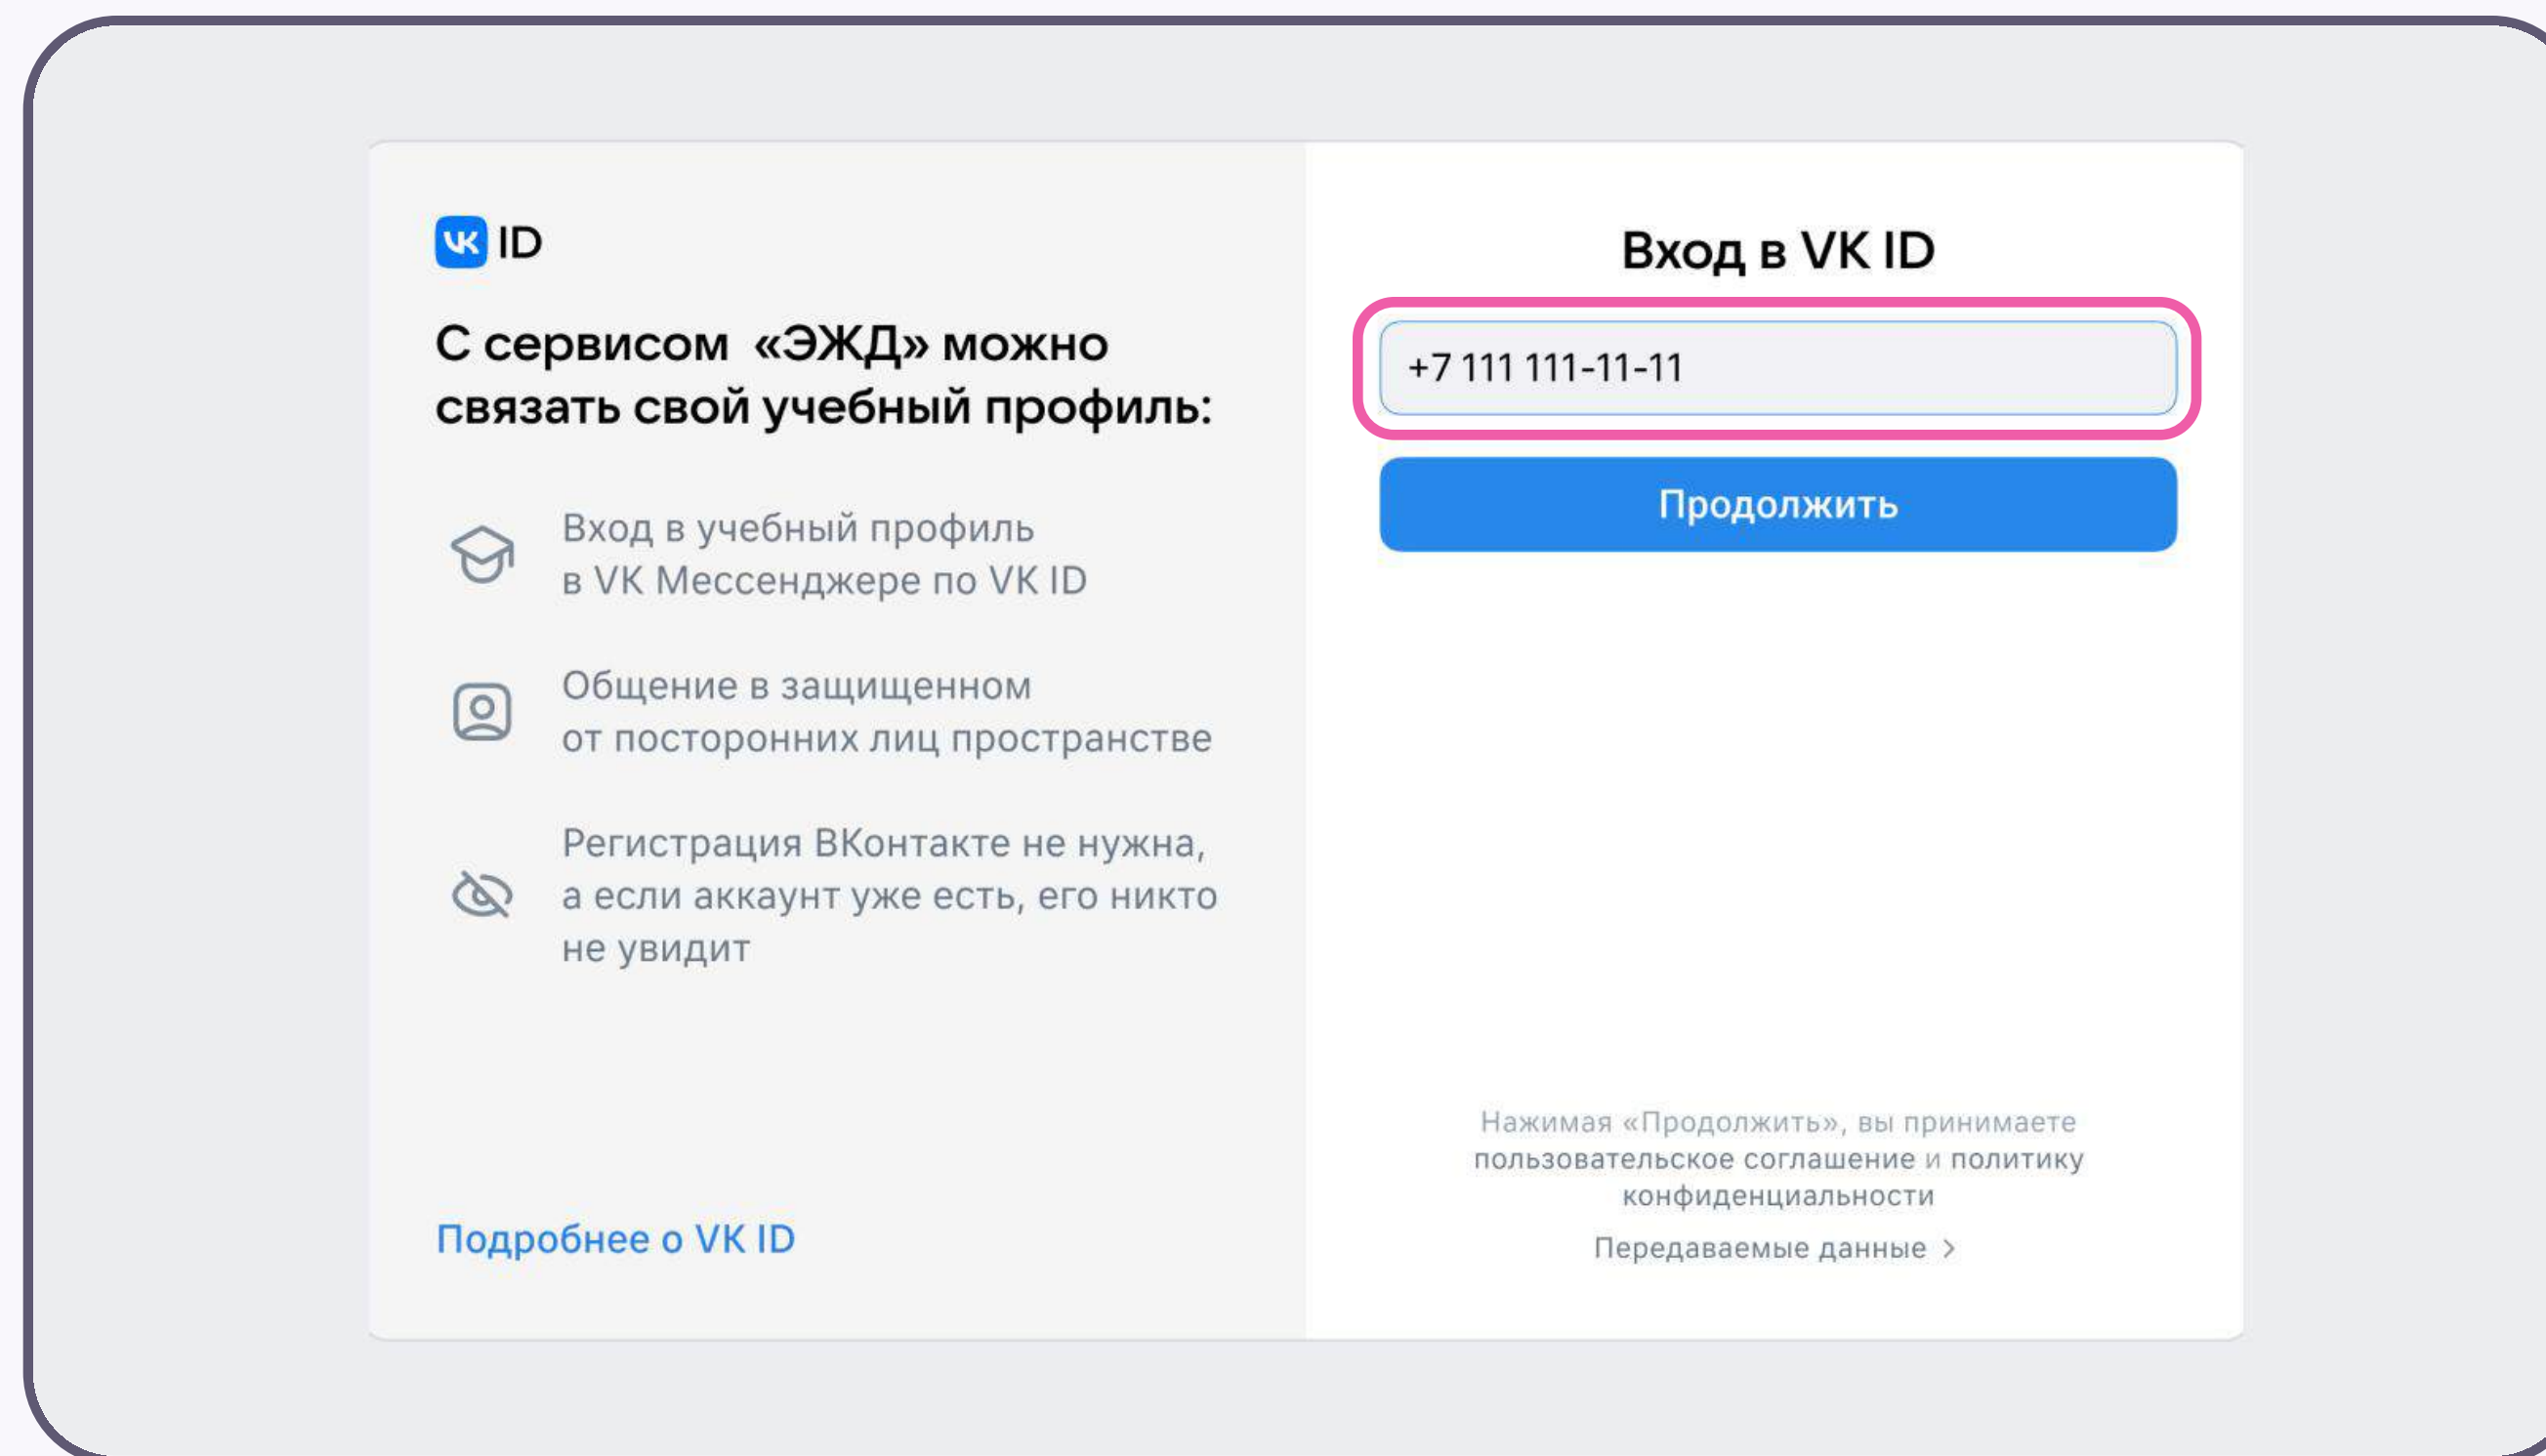 VK ID
С сервисом «ЭЖД» можно
связать свой учебный профиль:
Вход в учебный профиль
в VK Мессенджере по VK ID
Общение в защищенном
от посторонних лиц пространстве
Регистрация ВКонтакте не нужна,
а если аккаунт уже есть, его никто
не увидит
Подробнее о VK ID
Вход в VK ID
+7 111 111-11-11
Продолжить
Нажимая «Продолжить», вы принимаете
пользовательское соглашение и политику
конфиденциальности
Передаваемые данные >